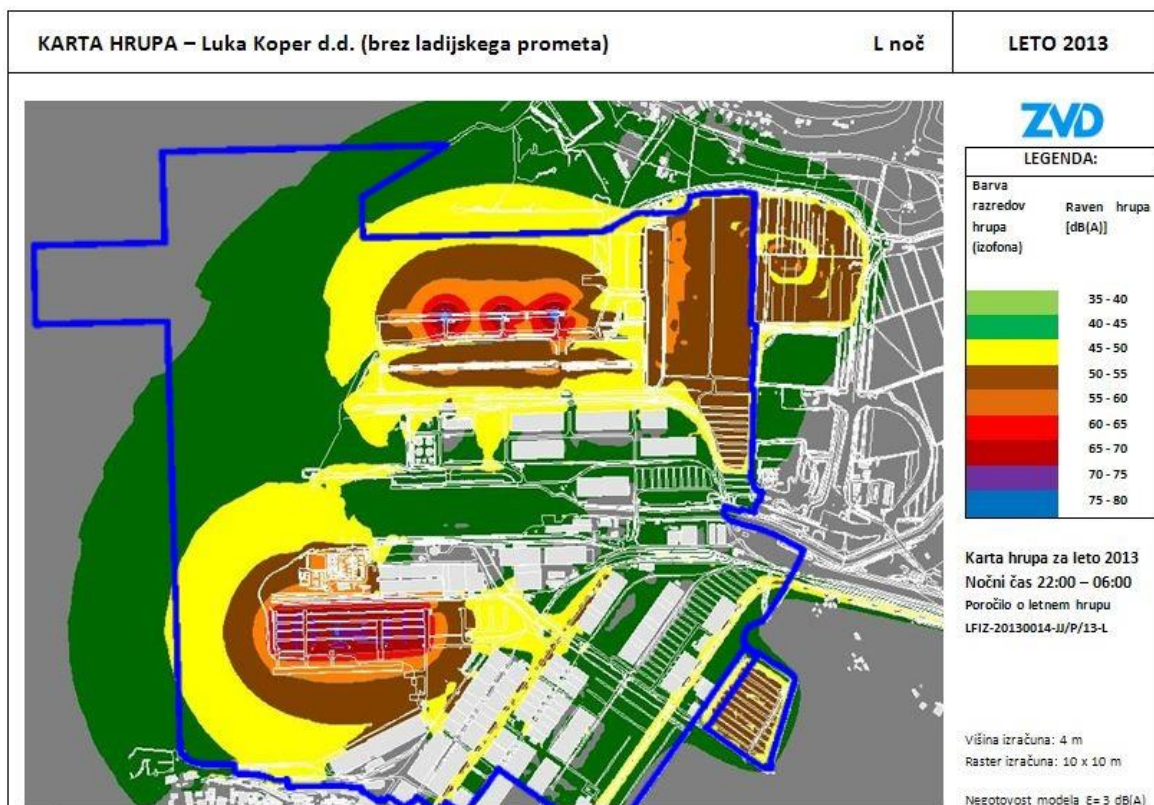 KARTA HRUPA – Luka Koper d.d. (brez ladijskega prometa)
L noč
LETO 2013
ZVD
LEGENDA:
Barva razredov hrupa (izofona)
Raven hrupa [dB(A)]
35 - 40
40 - 45
45 - 50
50 - 55
55 - 60
60 - 65
65 - 70
70 - 75
75 - 80
Karta hrupa za leto 2013
Nočni čas 22:00 – 06:00
Poročilo o letnem hrupu
LFIZ-20130014-JJ/P/13-L
Višina izračuna: 4 m
Raster izračuna: 10 x 10 m
Negotovost modela E= 3 dB(A)